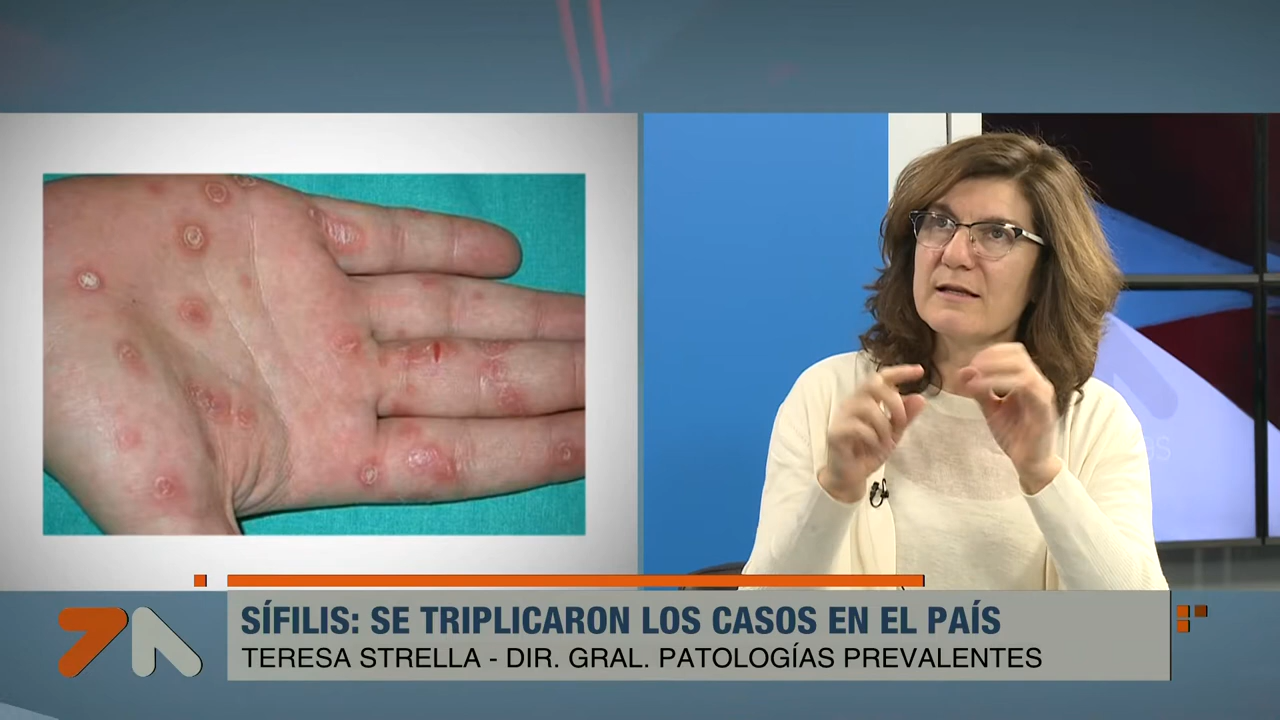 SÍFILIS: SE TRIPLICARON LOS CASOS EN EL PAÍS
TERESA STRELLA - DIR. GRAL. PATOLOGÍAS PREVALENTES